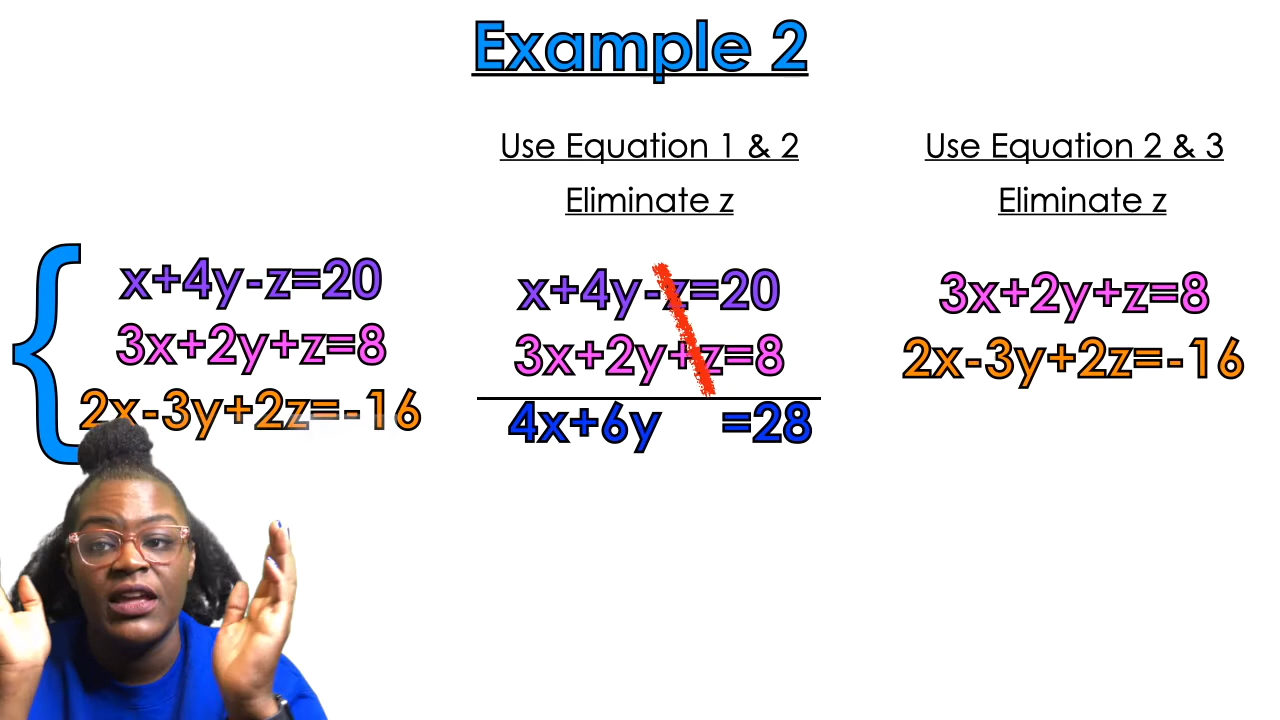 Example 2
Use Equation 1 & 2
Eliminate z
Use Equation 2 & 3
Eliminate z
x+4y-z=20
3x+2y+z=8
2x-3y+2z=-16
x+4y-z=20
3x+2y+z=8
4x+6y =28
3x+2y+z=8
2x-3y+2z=-16